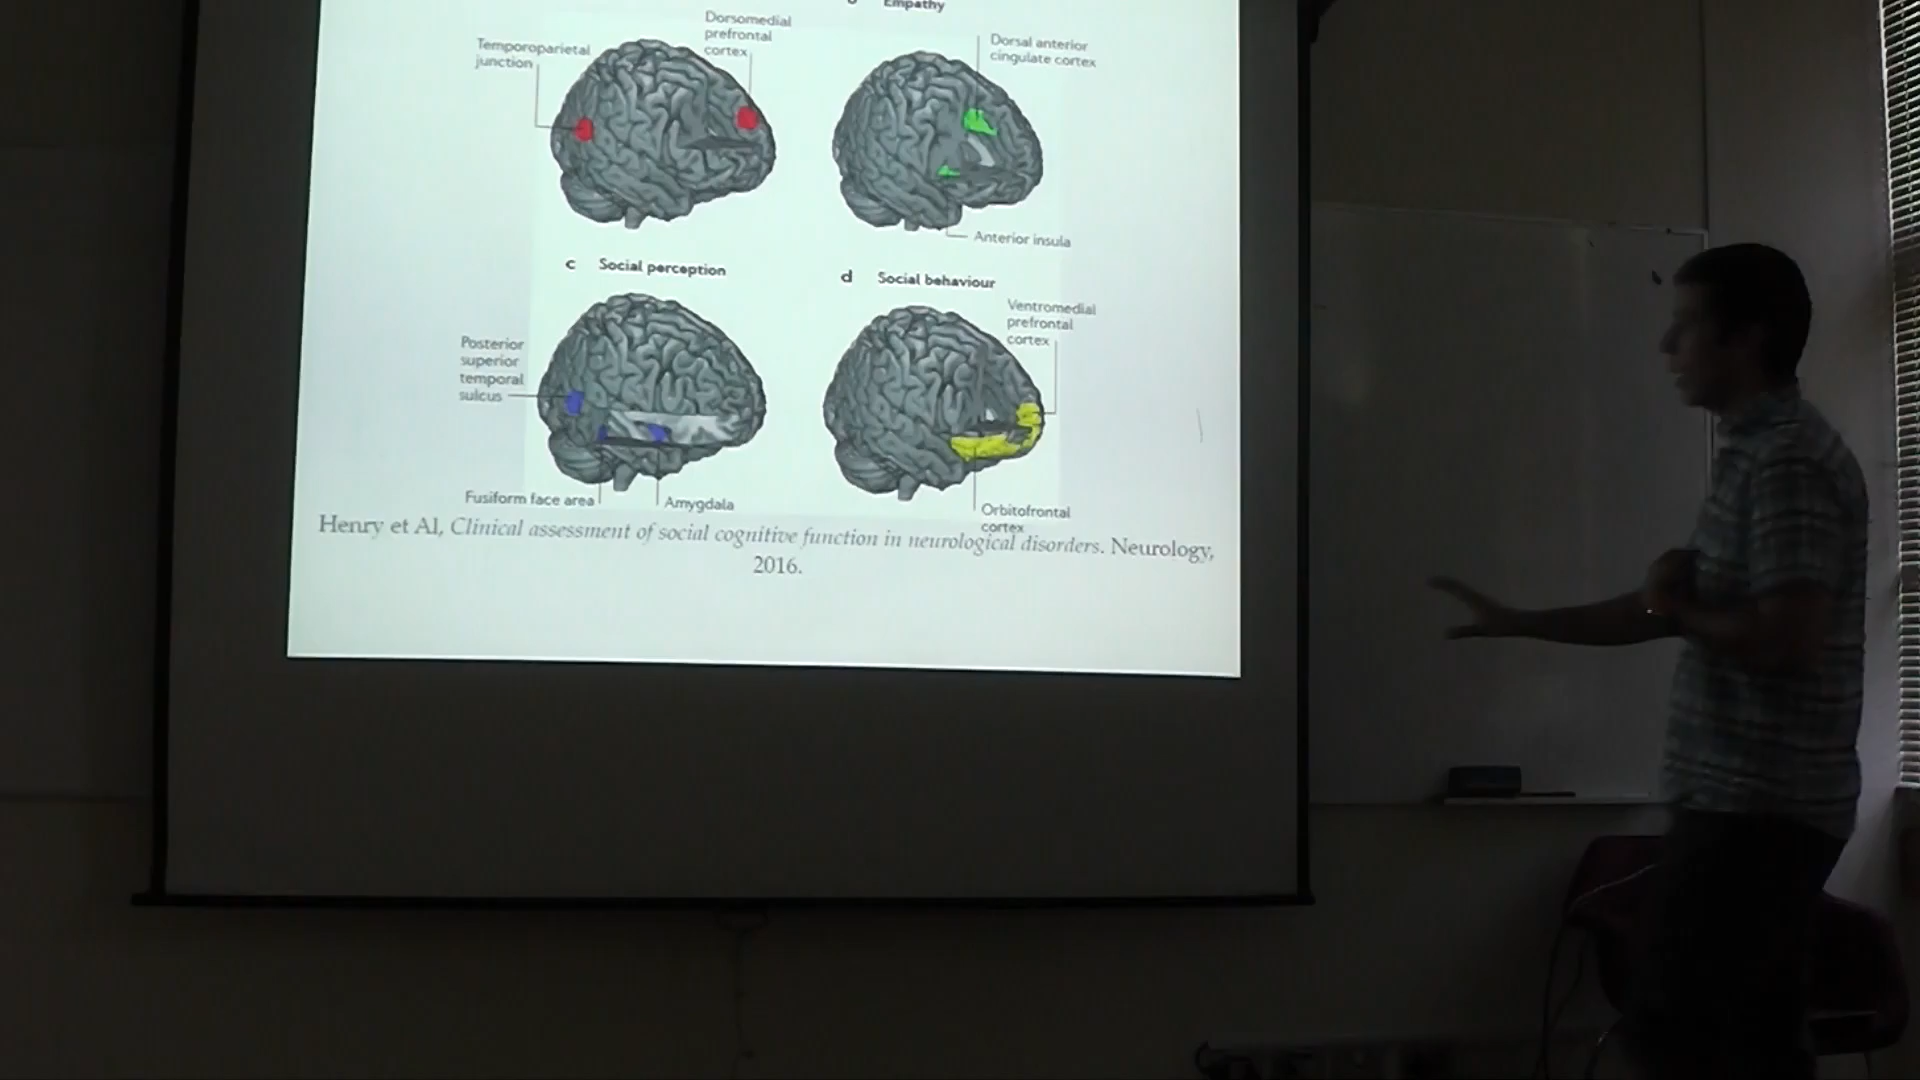 Empathy
Dorsomedial
prefrontal
cortex
Temporoparietal
junction
Dorsal anterior
cingulate cortex
Anterior insula
c Social perception
d Social behaviour
Ventromedial
prefrontal
cortex
Posterior
superior
temporal
sulcus
Fusiform face area
Amygdala
Orbitofrontal
cortex
Henry et Al, Clinical assessment of social cognitive function in neurological disorders. Neurology,
2016.